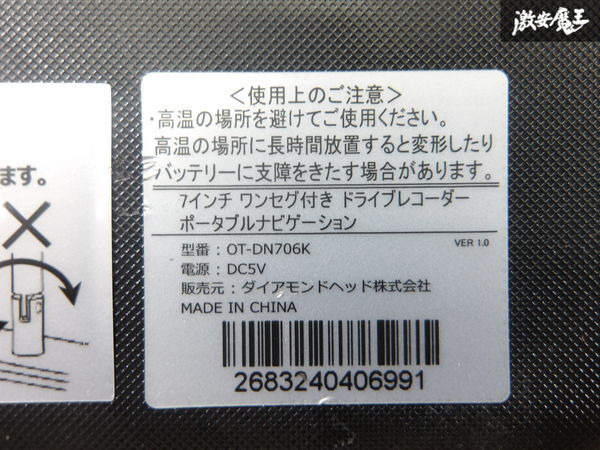 激安魔王
<使用上のご注意>
・高温の場所を避けてご使用ください。
高温の場所に長時間放置すると変形したり
バッテリーに支障をきたす場合があります。
7インチ ワンセグ付き ドライブレコーダー
ポータブルナビゲーション
型番：OT-DN706K
VER 1.0
電源：DC5V
販売元：ダイアモンドヘッド株式会社
MADE IN CHINA
2683240406991
ます。